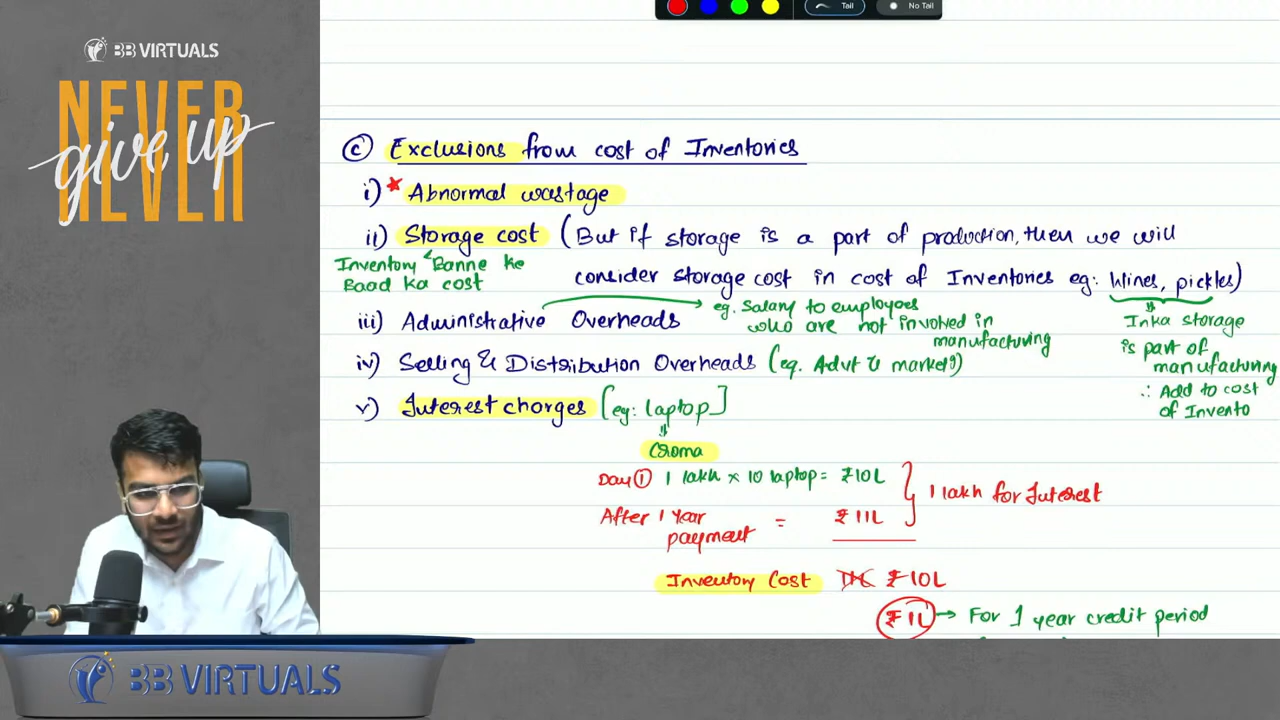 Tail
No Tail
BB VIRTUALS
NEVER
give up
NEVER
c Exclusions from cost of Inventories
i) * Abnormal wastage
ii) Storage cost (But if storage is a part of production, then we will
consider storage cost in cost of Inventories eg: Wines, pickles)
Inventory Banne ke
Baad ka cost
Inka storage
is part of
manufacturing
∴ Add to cost
of Invento
iii) Administrative Overheads
eg. Salary to employees
who are not involved in
manufacturing
iv) Selling & Distribution Overheads (eg. Advt & marketg)
v) Interest charges [eg: laptop]
Croma
Day 1 1 lakh × 10 laptop = ₹10L
After 1 Year
payment = ₹11L
1 lakh for Interest
Inventory Cost ₹10L
₹1L → For 1 year credit period
BB VIRTUALS